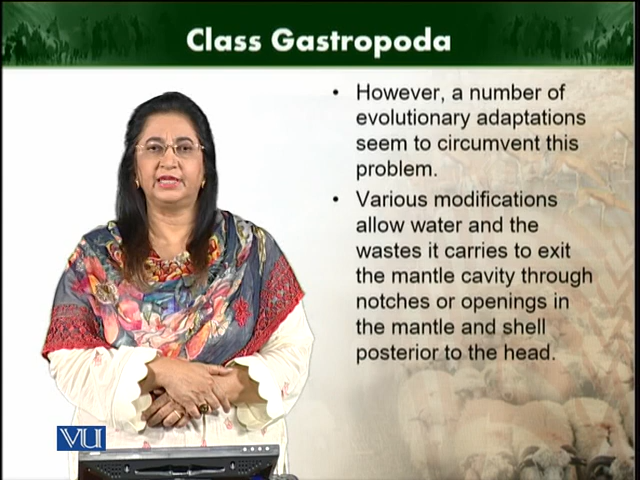 Class Gastropoda
• However, a number of
evolutionary adaptations
seem to circumvent this
problem.
• Various modifications
allow water and the
wastes it carries to exit
the mantle cavity through
notches or openings in
the mantle and shell
posterior to the head.
VU